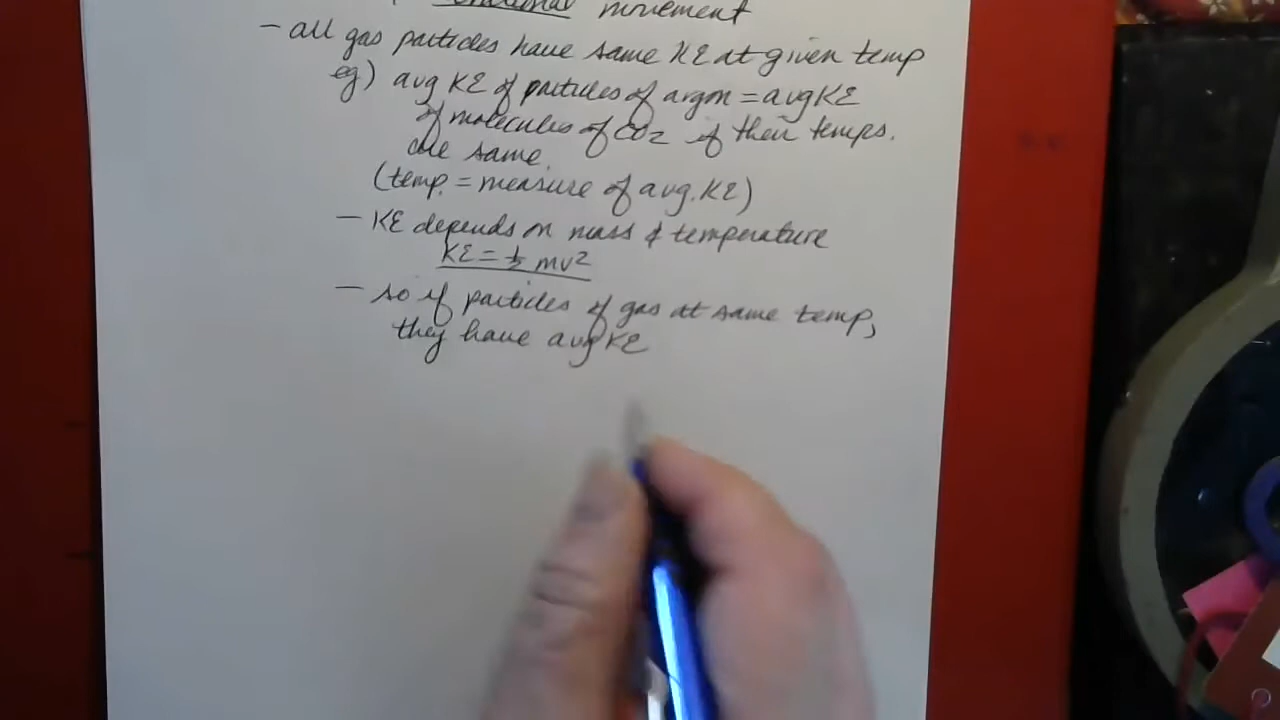 movement
- all gas particles have same KE at given temp
eg) avg KE of particles of argon = avg KE
of molecules of CO2 if their temps.
are same.
(temp. = measure of avg. KE)
- KE depends on mass & temperature
KE = 1/2 mv²
- so if particles of gas at same temp,
they have avg KE